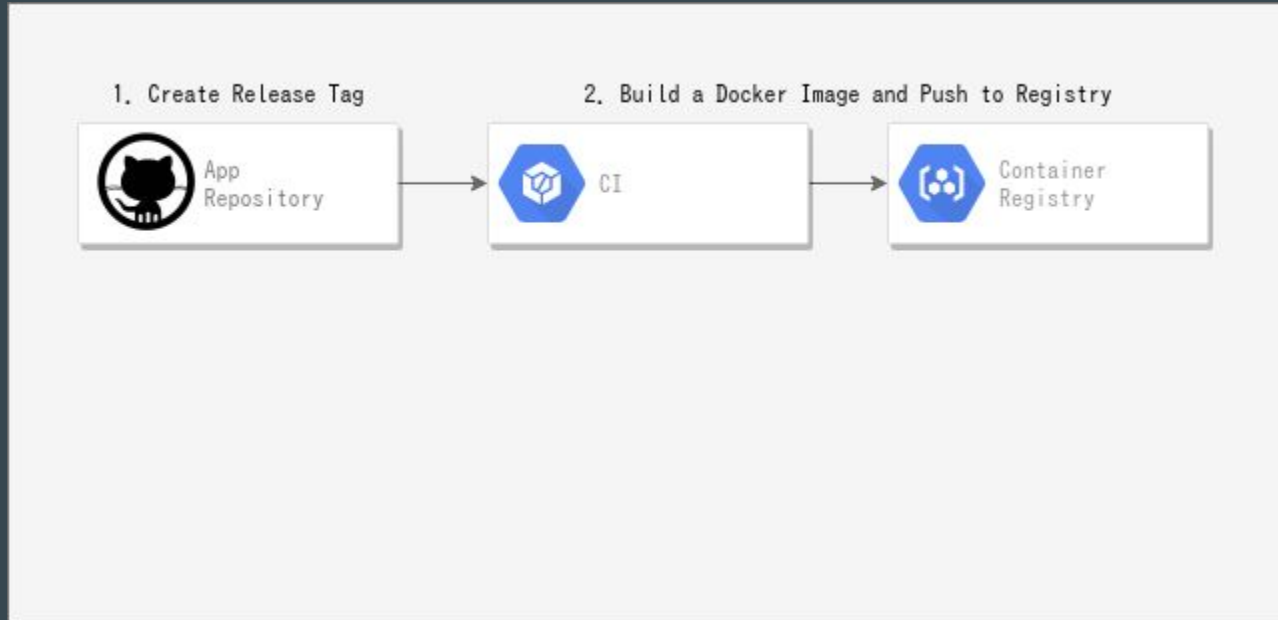 1. Create Release Tag
2. Build a Docker Image and Push to Registry
App
Repository
CI
Container
Registry